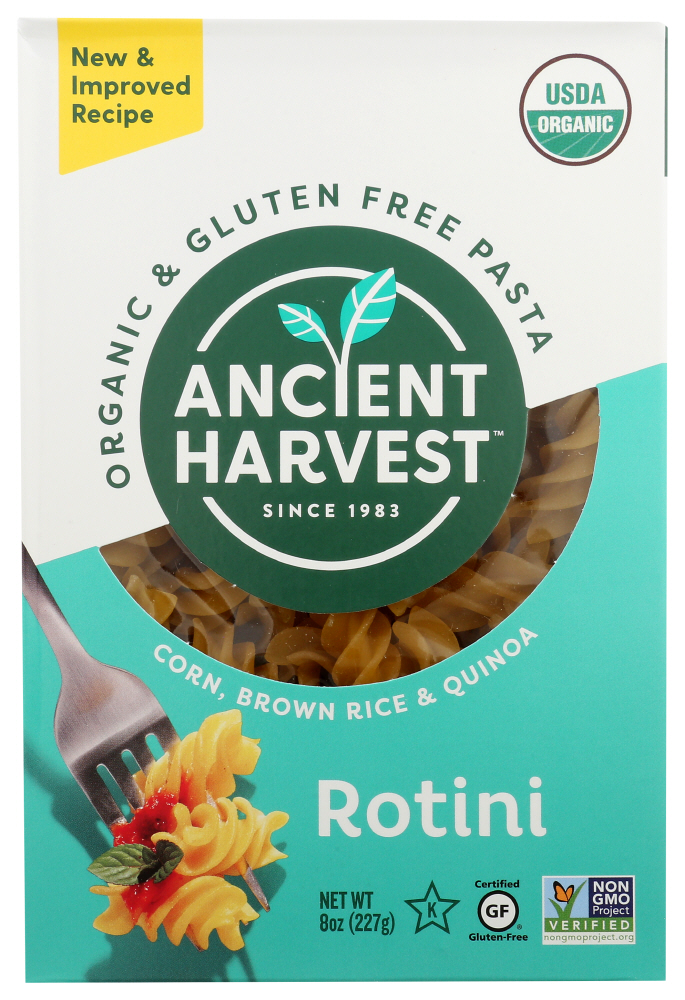 New &
Improved
Recipe
USDA
ORGANIC
ORGANIC & GLUTEN FREE PASTA
ANCIENT
HARVEST™
SINCE 1983
CORN, BROWN RICE & QUINOA
Rotini
NET WT
8oz (227g)
K
Certified
GF
®
Gluten-Free
NON
GMO
Project
VERIFIED
nongmoproject.org